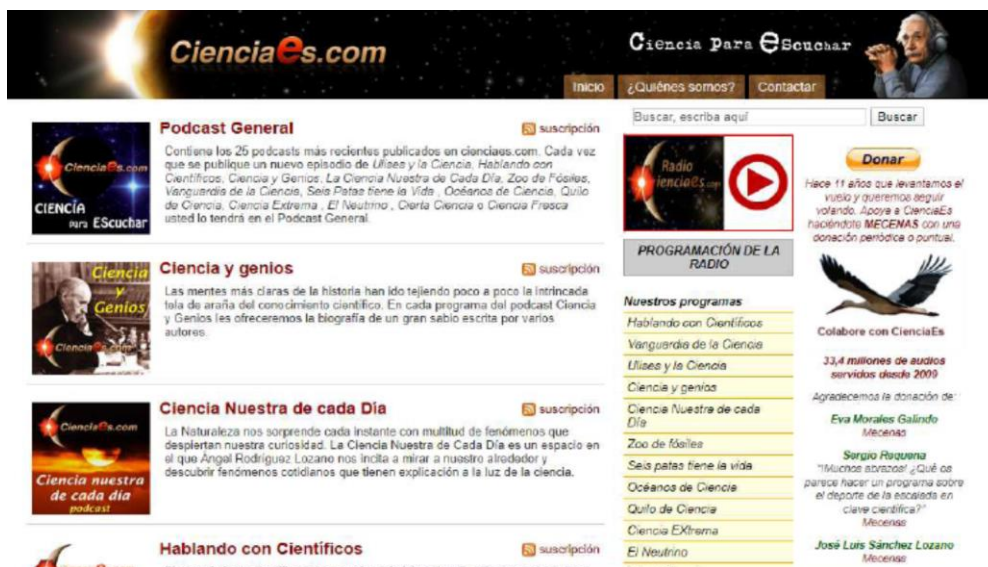 Cienciaes.com
Ciencia Para EScuchar
Inicio
¿Quiénes somos?
Contactar
Cienciaes.com
CIENCIA
para EScuchar
Podcast General
suscripción
Contiene los 25 podcasts más recientes publicados en cienciaes.com. Cada vez
que se publique un nuevo episodio de Ulises y la Ciencia, Hablando con
Científicos, Ciencia y Genios, La Ciencia Nuestra de Cada Día, Zoo de Fósiles,
Vanguardia de la Ciencia, Seis Patas tiene la Vida , Océanos de Ciencia, Quilo
de Ciencia, Ciencia Extrema , El Neutrino , Cierta Ciencia o Ciencia Fresca
usted lo tendrá en el Podcast General.
Ciencia
y
Genios
Cienciaes.com
Ciencia y genios
suscripción
Las mentes más claras de la historia han ido tejiendo poco a poco la intrincada
tela de araña del conocimiento científico. En cada programa del podcast Ciencia
y Genios les ofreceremos la biografía de un gran sabio escrita por varios
autores.
Cienciaes.com
Ciencia nuestra
de cada día
podcast
Ciencia Nuestra de cada Día
suscripción
La Naturaleza nos sorprende cada instante con multitud de fenómenos que
despiertan nuestra curiosidad. La Ciencia Nuestra de Cada Día es un espacio en
el que Ángel Rodríguez Lozano nos incita a mirar a nuestro alrededor y
descubrir fenómenos cotidianos que tienen explicación a la luz de la ciencia.
Hablando con Científicos
suscripción
Buscar, escriba aquí
Buscar
Radio
cienciaes.com
PROGRAMACIÓN DE LA
RADIO
Nuestros programas
Hablando con Científicos
Vanguardia de la Ciencia
Ulises y la Ciencia
Ciencia y genios
Ciencia Nuestra de cada
Día
Zoo de fósiles
Seis patas tiene la vida
Océanos de Ciencia
Quilo de Ciencia
Ciencia EXtrema
El Neutrino
Donar
Hace 11 años que levantamos el
vuelo y queremos seguir
volando. Apoye a CienciaEs
haciéndote MECENAS con una
donación periódica o puntual.
Colabore con CienciaEs
33,4 millones de audios
servidos desde 2009
Agradecemos la donación de:
Eva Morales Galindo
Mecenas
Sergio Requena
"¡Muchos abrazos! ¿Qué os
parece hacer un programa sobre
el deporte de la escalada en
clave científica?"
Mecenas
José Luis Sánchez Lozano
Mecenas